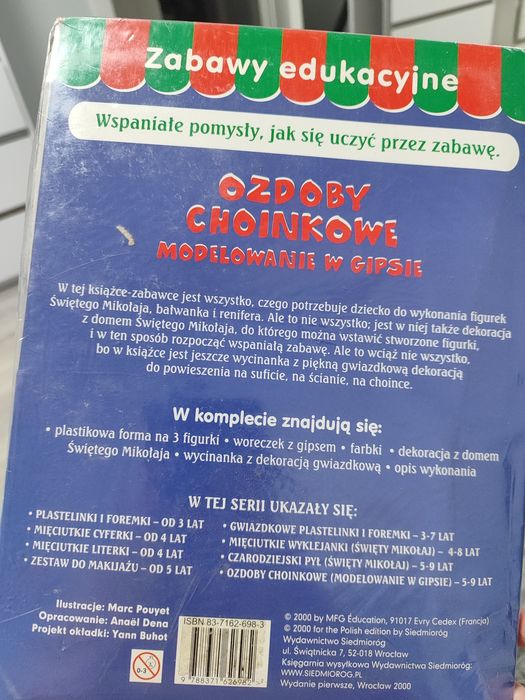 Zabawy edukacyjne
Wspaniałe pomysły, jak się uczyć przez zabawę.
OZDOBY
CHOINKOWE
MODELOWANIE W GIPSIE
W tej książce-zabawce jest wszystko, czego potrzebuje dziecko do wykonania figurek
Świętego Mikołaja, bałwanka i renifera. Ale to nie wszystko; jest w niej także dekoracja
z domem Świętego Mikołaja, do którego można wstawić stworzone figurki,
i w ten sposób rozpocząć wspaniałą zabawę. Ale to wciąż nie wszystko,
bo w książce jest jeszcze wycinanka z piękną gwiazdkową dekoracją
do powieszenia na suficie, na ścianie, na choince.
W komplecie znajdują się:
• plastikowa forma na 3 figurki • woreczek z gipsem • farbki • dekoracja z domem
Świętego Mikołaja • wycinanka z dekoracją gwiazdkową • opis wykonania
W TEJ SERII UKAZAŁY SIĘ:
• PLASTELINKI I FOREMKI – OD 3 LAT
• MIĘCIUTKIE CYFERKI – OD 4 LAT
• MIĘCIUTKIE LITERKI – OD 4 LAT
• ZESTAW DO MAKIJAŻU – OD 5 LAT
• GWIAZDKOWE PLASTELINKI I FOREMKI – 3-7 LAT
• MIĘCIUTKIE WYKLEJANKI (ŚWIĘTY MIKOŁAJ) – 4-8 LAT
• CZARODZIEJSKI PYŁ (ŚWIĘTY MIKOŁAJ) – 5-9 LAT
• OZDOBY CHOINKOWE (MODELOWANIE W GIPSIE) – 5-9 LAT
Ilustracje: Marc Pouyet
Opracowanie: Anaël Dena
Projekt okładki: Yann Buhot
0-3
ISBN 83-7162-698-3
9 788371 626982
© 2000 by MFG Éducation, 91017 Evry Cedex (Francja)
© 2000 for the Polish edition by Siedmioróg
Wydawnictwo Siedmioróg
ul. Świątnicka 7, 52-018 Wrocław
Księgarnia wysyłkowa Wydawnictwa Siedmioróg:
WWW.SIEDMIOROG.PL
Wydanie pierwsze, Wrocław 2000